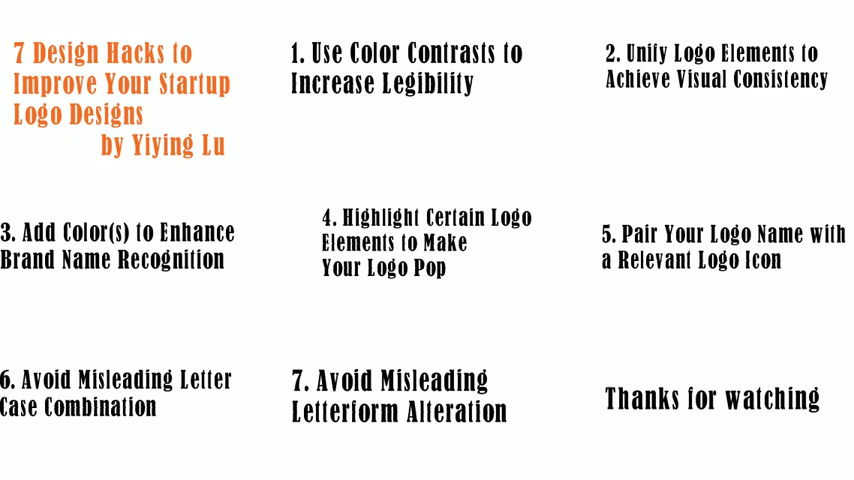 7 Design Hacks to
Improve Your Startup
Logo Designs
by Yiying Lu
1. Use Color Contrasts to
Increase Legibility
2. Unify Logo Elements to
Achieve Visual Consistency
3. Add Color(s) to Enhance
Brand Name Recognition
4. Highlight Certain Logo
Elements to Make
Your Logo Pop
5. Pair Your Logo Name with
a Relevant Logo Icon
6. Avoid Misleading Letter
Case Combination
7. Avoid Misleading
Letterform Alteration
Thanks for watching